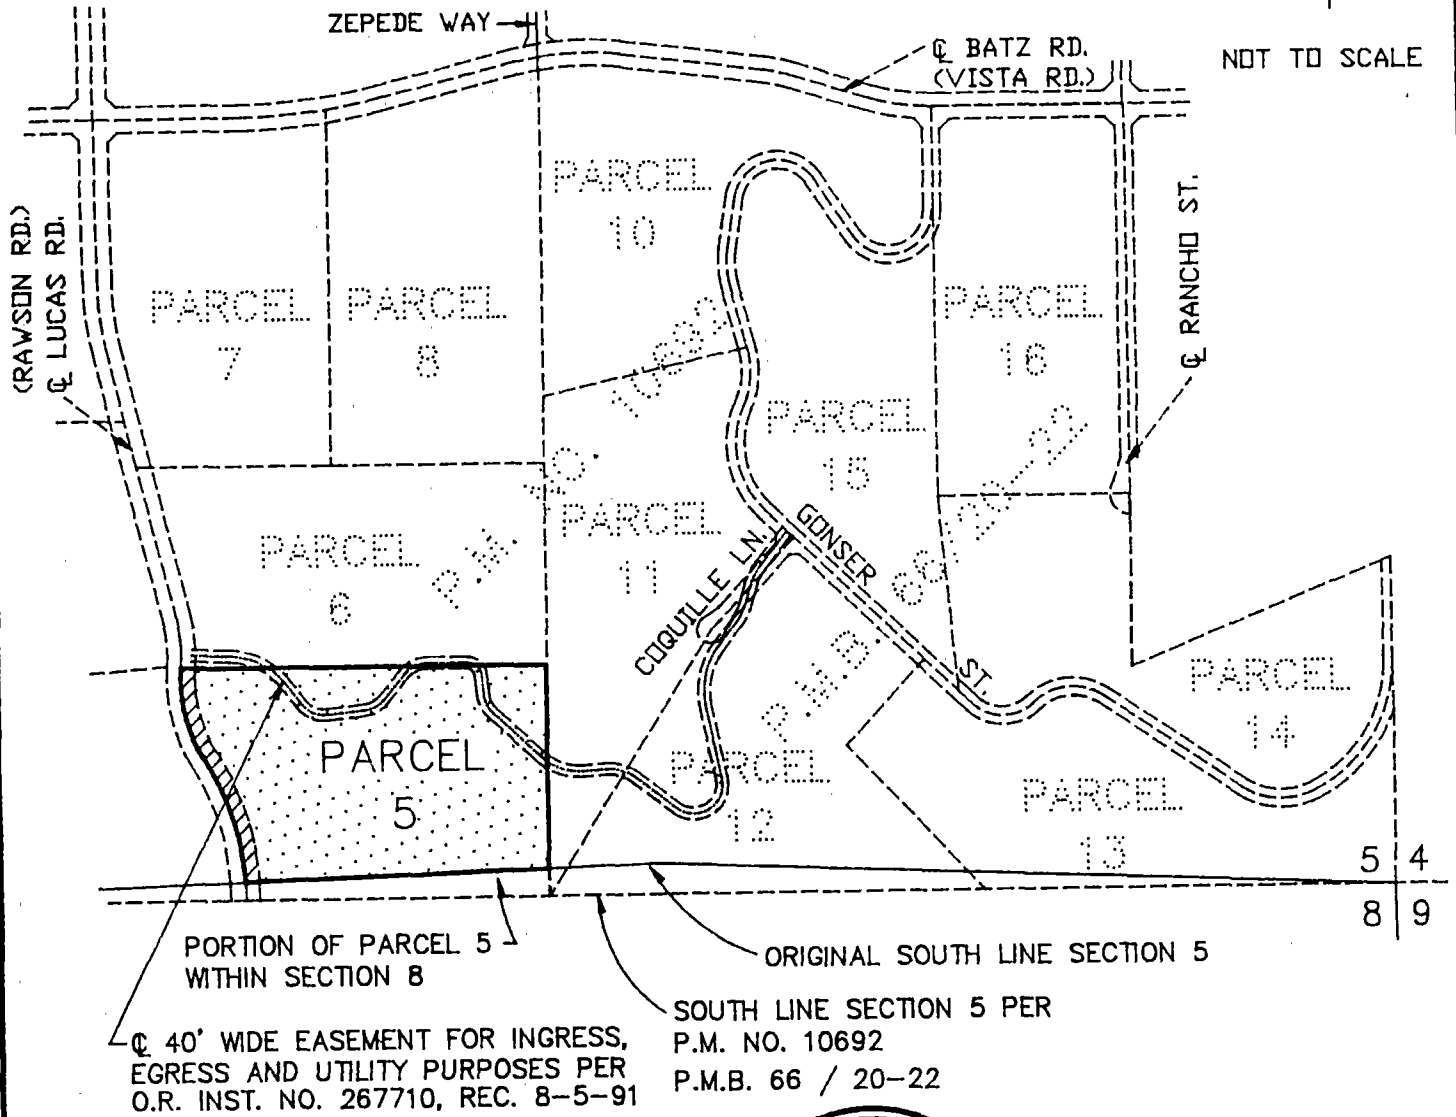 ZEPEDE WAY
℄ BATZ RD.
(VISTA RD.)
NOT TO SCALE
(RAWSON RD.)
℄ LUCAS RD.
℄ RANCHO ST.
PARCEL
10
PARCEL
7
PARCEL
8
PARCEL
16
PARCEL
15
P.M. NO. 10692
PARCEL
6
PARCEL
11
COQUILLE LN.
GONSER
ST.
P.M.B. 66/20-22
PARCEL
14
PARCEL
5
PARCEL
12
PARCEL
13
5 4
8 9
PORTION OF PARCEL 5
WITHIN SECTION 8
ORIGINAL SOUTH LINE SECTION 5
SOUTH LINE SECTION 5 PER
P.M. NO. 10692
P.M.B. 66 / 20-22
℄ 40' WIDE EASEMENT FOR INGRESS,
EGRESS AND UTILITY PURPOSES PER
O.R. INST. NO. 267710, REC. 8-5-91